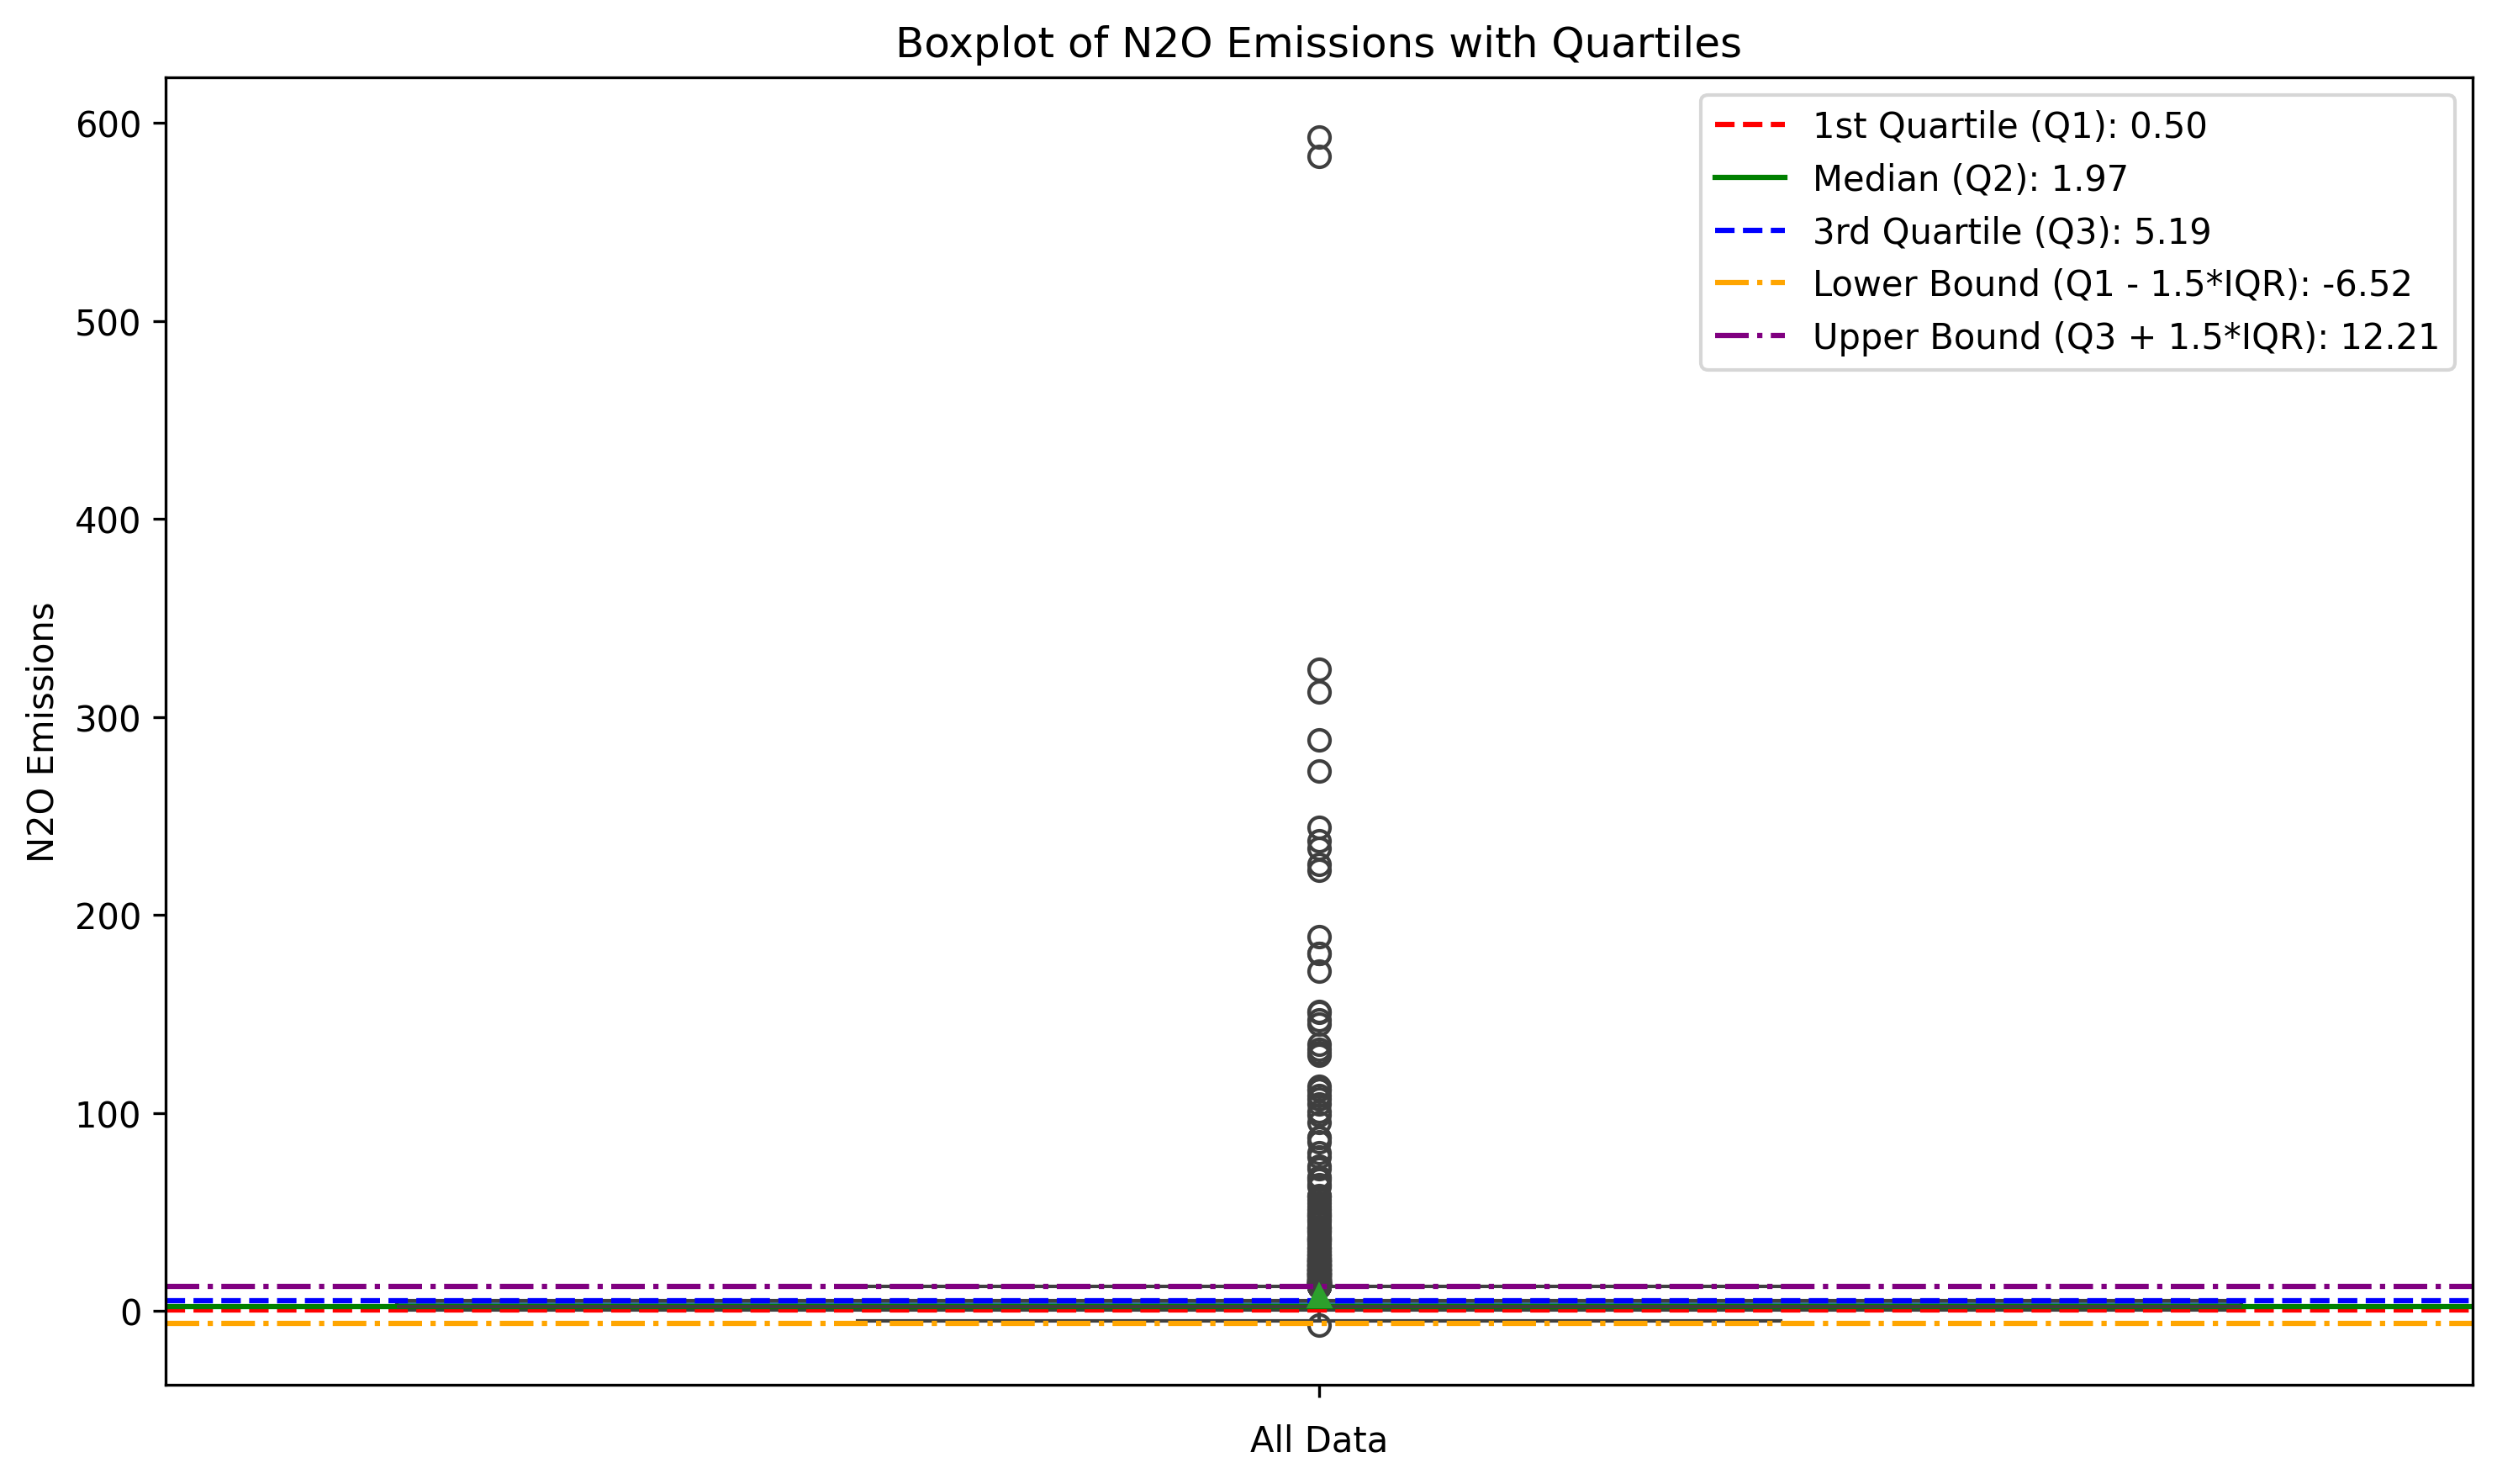 Boxplot of N2O Emissions with Quartiles
1st Quartile (Q1): 0.50
Median (Q2): 1.97
3rd Quartile (Q3): 5.19
Lower Bound (Q1 - 1.5*IQR): -6.52
Upper Bound (Q3 + 1.5*IQR): 12.21
N2O Emissions
600
500
400
300
200
100
0
All Data